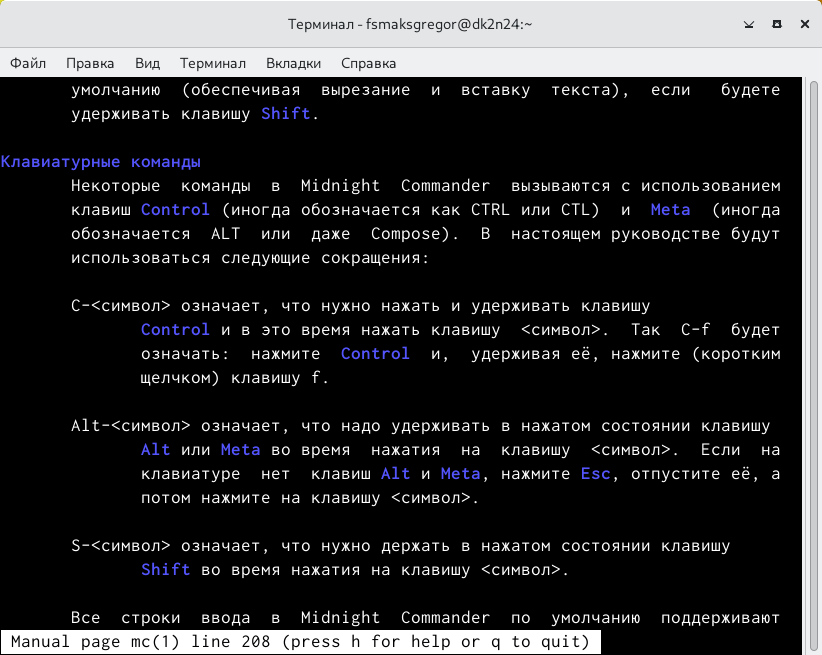 Терминал - fsmaksgregor@dk2n24:~
Файл Правка Вид Терминал Вкладки Справка
умолчанию (обеспечивая вырезание и вставку текста), если будете
удерживать клавишу Shift.
Клавиатурные команды
Некоторые команды в Midnight Commander вызываются с использованием
клавиш Control (иногда обозначается как CTRL или CTL) и Meta (иногда
обозначается ALT или даже Compose). В настоящем руководстве будут
использоваться следующие сокращения:
C-<символ> означает, что нужно нажать и удерживать клавишу
Control и в это время нажать клавишу <символ>. Так C-f будет
означать: нажмите Control и, удерживая её, нажмите (коротким
щелчком) клавишу f.
Alt-<символ> означает, что надо удерживать в нажатом состоянии клавишу
Alt или Meta во время нажатия на клавишу <символ>. Если на
клавиатуре нет клавиш Alt и Meta, нажмите Esc, отпустите её, а
потом нажмите на клавишу <символ>.
S-<символ> означает, что нужно держать в нажатом состоянии клавишу
Shift во время нажатия на клавишу <символ>.
Все строки ввода в Midnight Commander по умолчанию поддерживают
Manual page mc(1) line 208 (press h for help or q to quit)